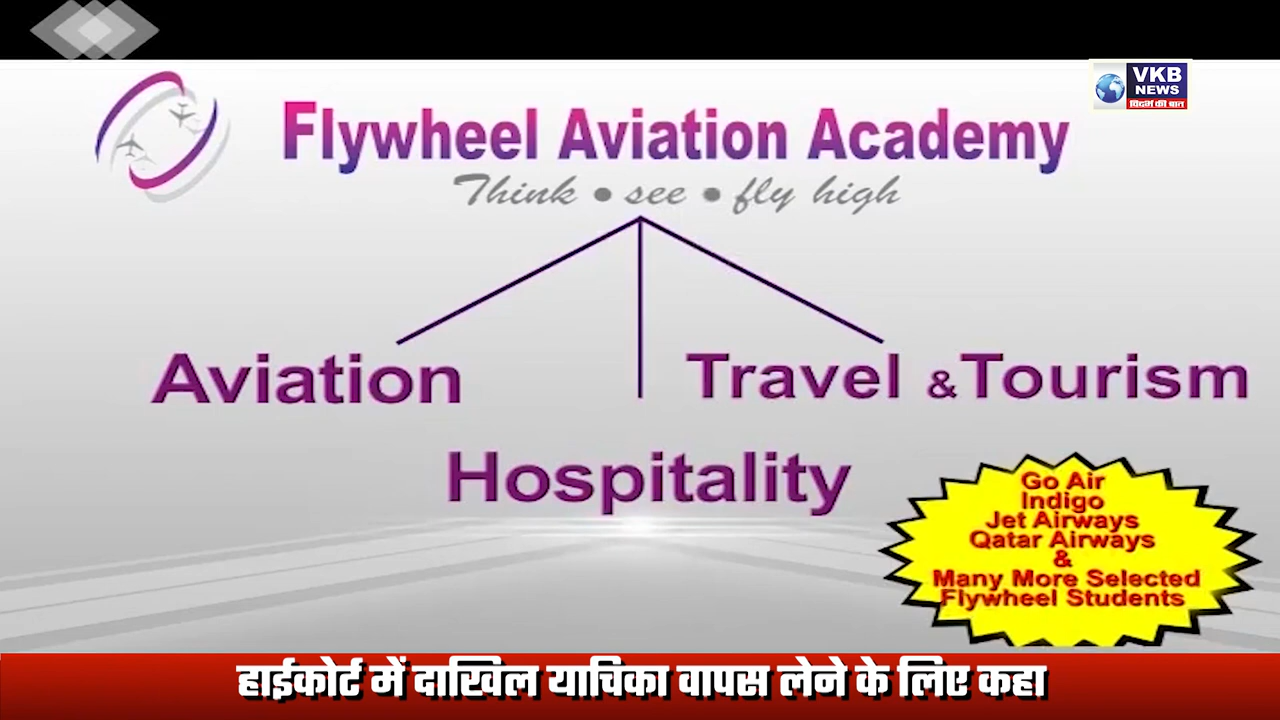 VKB
NEWS
विदर्भ की बात
Flywheel Aviation Academy
Think • see • fly high
Aviation
Travel & Tourism
Hospitality
Go Air
Indigo
Jet Airways
Qatar Airways
&
Many More Selected
Flywheel Students
हाईकोर्ट में दाखिल याचिका वापस लेने के लिए कहा